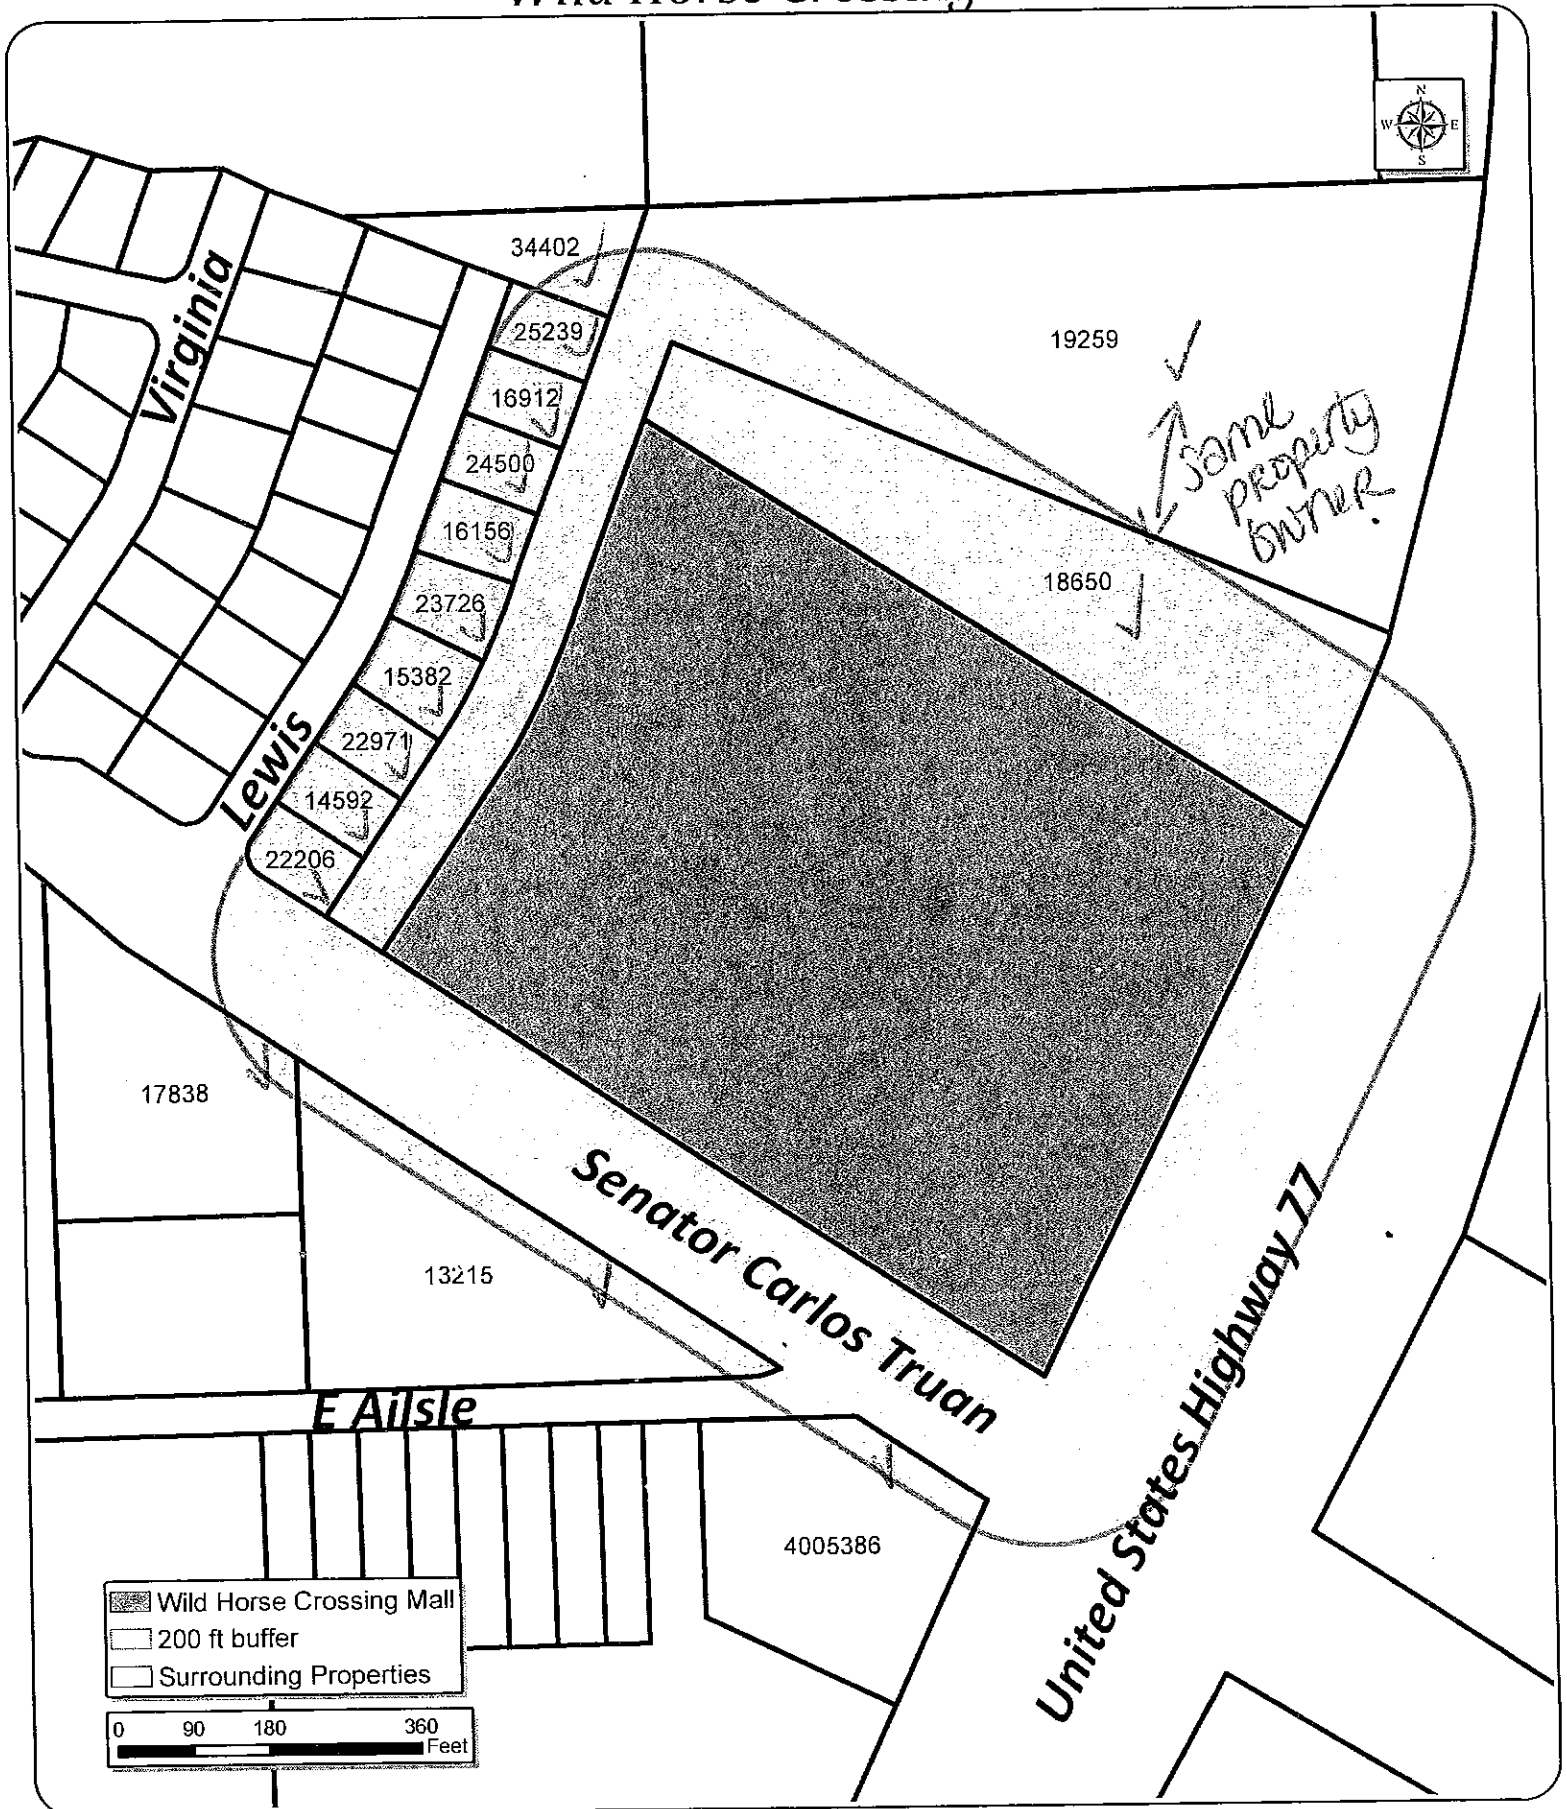 Wild Horse Crossing
N
W E
S
34402
25239
19259
Virginia
16912
same
property
owner.
24500
16156
18650
23726
15382
22971
Lewis
14592
22206
17838
Senator Carlos Truan
13215
United States Highway 77
E Ailsle
4005386
Wild Horse Crossing Mall
200 ft buffer
Surrounding Properties
0 90 180 360
Feet